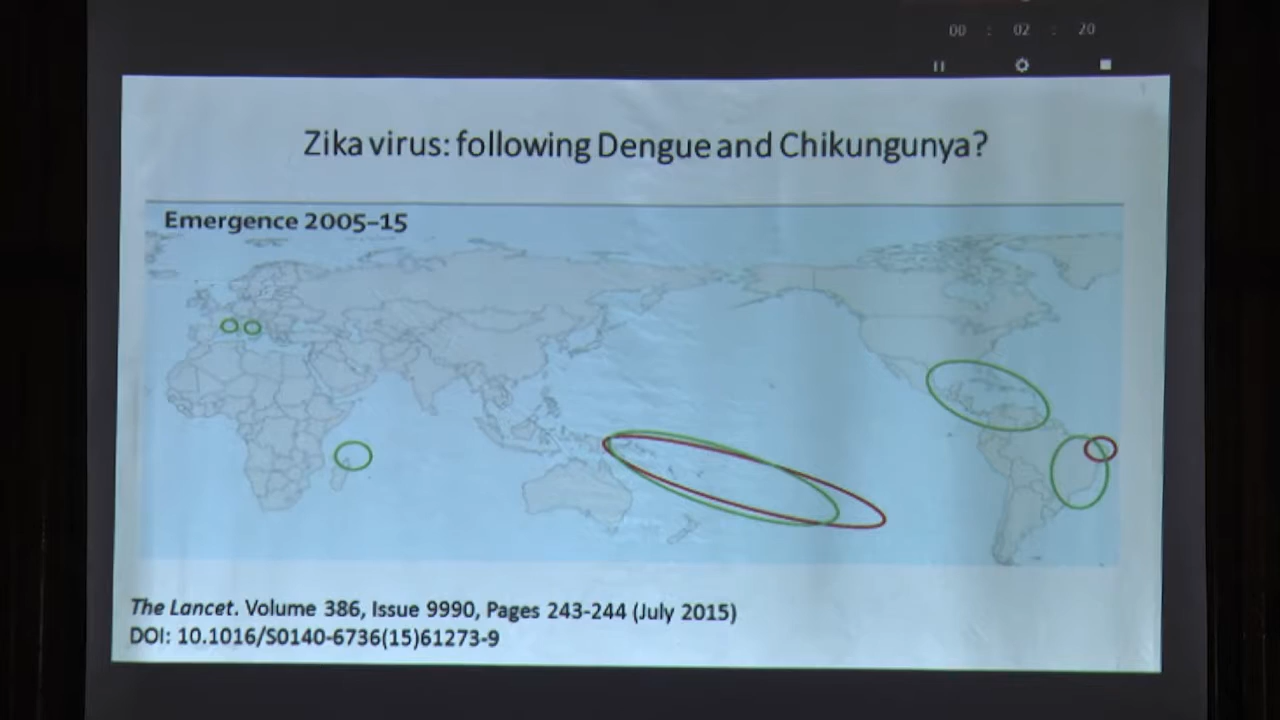 00 : 02 : 20
Zika virus: following Dengue and Chikungunya?
Emergence 2005–15
The Lancet. Volume 386, Issue 9990, Pages 243-244 (July 2015)
DOI: 10.1016/S0140-6736(15)61273-9